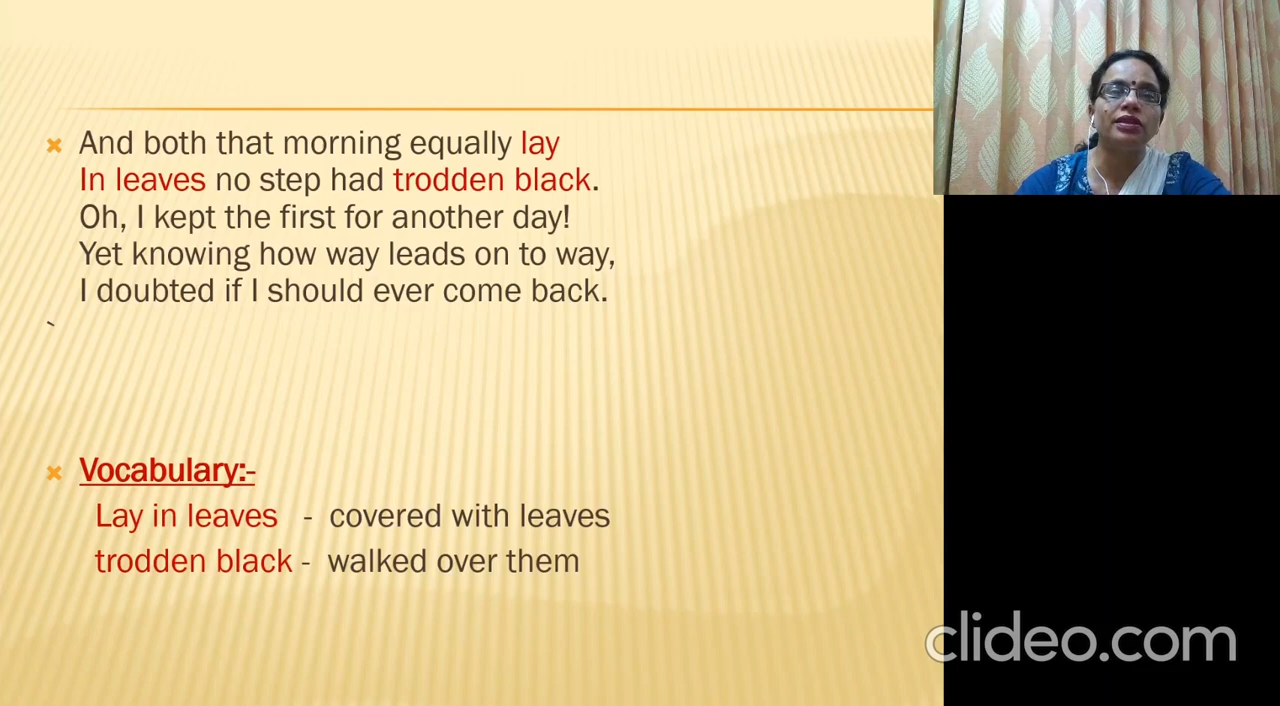 And both that morning equally lay
In leaves no step had trodden black.
Oh, I kept the first for another day!
Yet knowing how way leads on to way,
I doubted if I should ever come back.
Vocabulary:-
Lay in leaves - covered with leaves
trodden black - walked over them
clideo.com